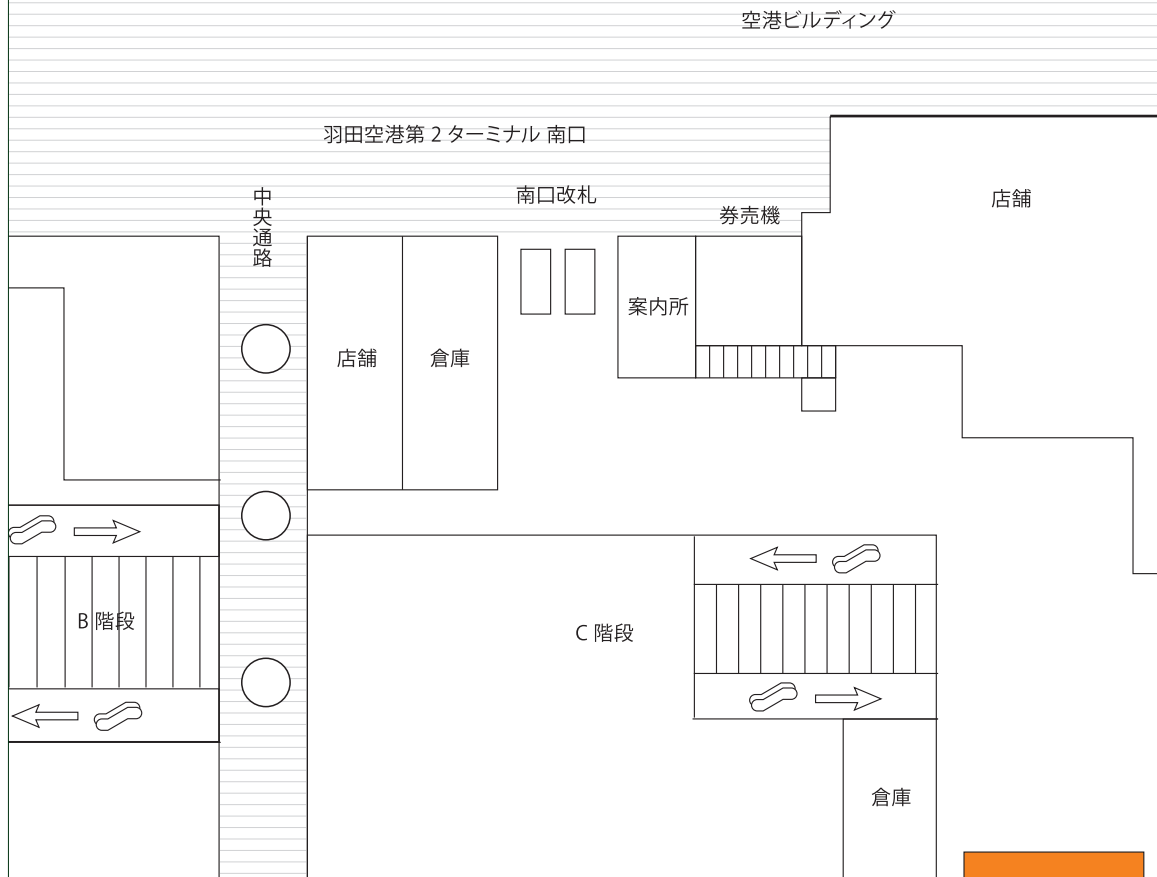 空港ビルディング
羽田空港第2ターミナル 南口
中央通路
南口改札
券売機
店舗
案内所
店舗
倉庫
B 階段
C 階段
倉庫